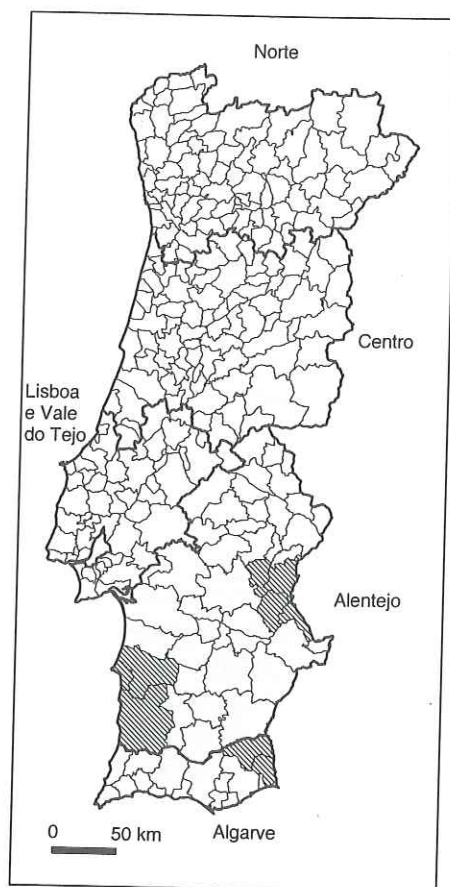 Norte
Centro
Lisboa
e Vale
do Tejo
Alentejo
0 50 km
Algarve